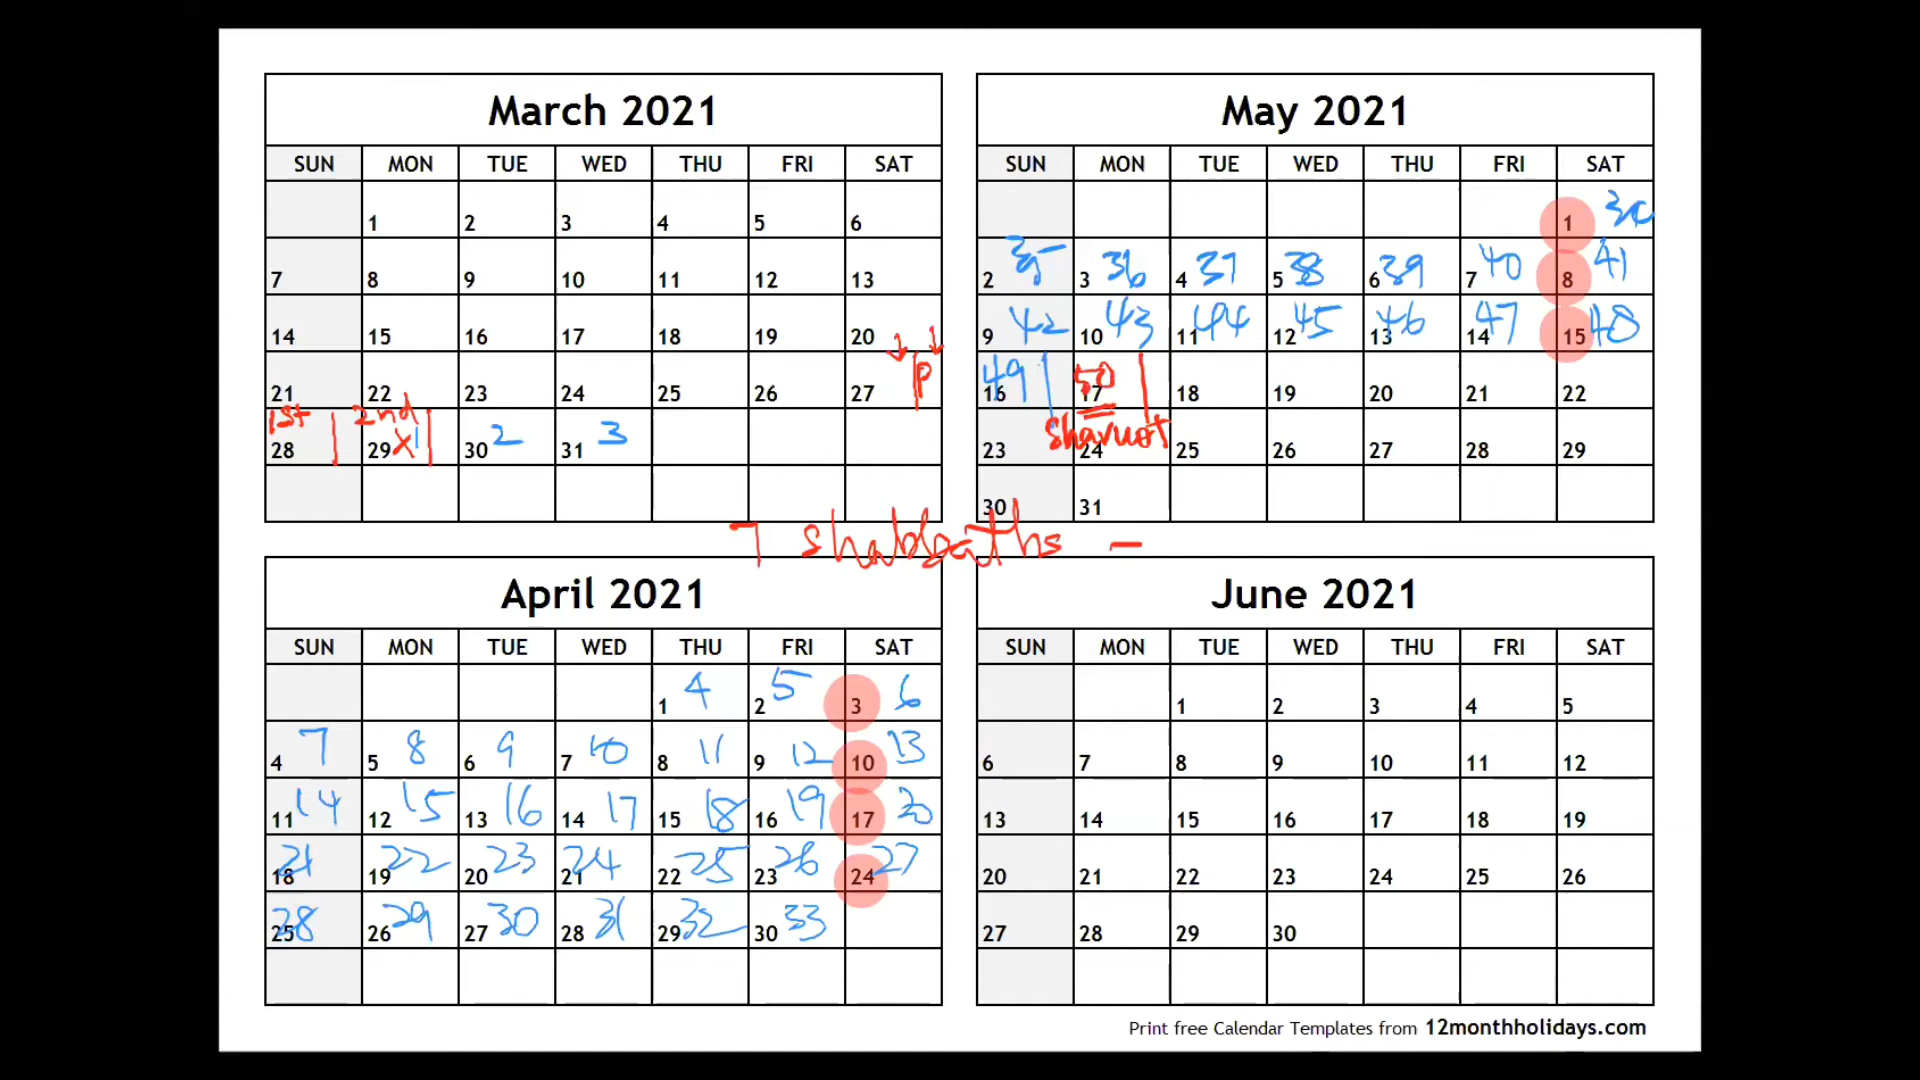 March 2021
SUN MON TUE WED THU FRI SAT
1 2 3 4 5 6
7 8 9 10 11 12 13
14 15 16 17 18 19 20
21 22 23 24 25 26 27 P
1st 2nd
28 29 X 1 30 2 31 3
May 2021
SUN MON TUE WED THU FRI SAT
1 34
2 35 3 36 4 37 5 38 6 39 7 40 8 41
9 42 10 43 11 44 12 45 13 46 14 47 15 48
16 49 17 50 18 19 20 21 22
Shavuot
23 24 25 26 27 28 29
30 31
7 shabbaths -
April 2021
SUN MON TUE WED THU FRI SAT
1 4 2 5 3 6
4 7 5 8 6 9 7 10 8 11 9 12 10 13
11 14 12 15 13 16 14 17 15 18 16 19 17 20
18 21 19 22 20 23 21 24 22 25 23 26 24 27
25 28 26 29 27 30 28 31 29 32 30 33
June 2021
SUN MON TUE WED THU FRI SAT
1 2 3 4 5
6 7 8 9 10 11 12
13 14 15 16 17 18 19
20 21 22 23 24 25 26
27 28 29 30
Print free Calendar Templates from 12monthholidays.com